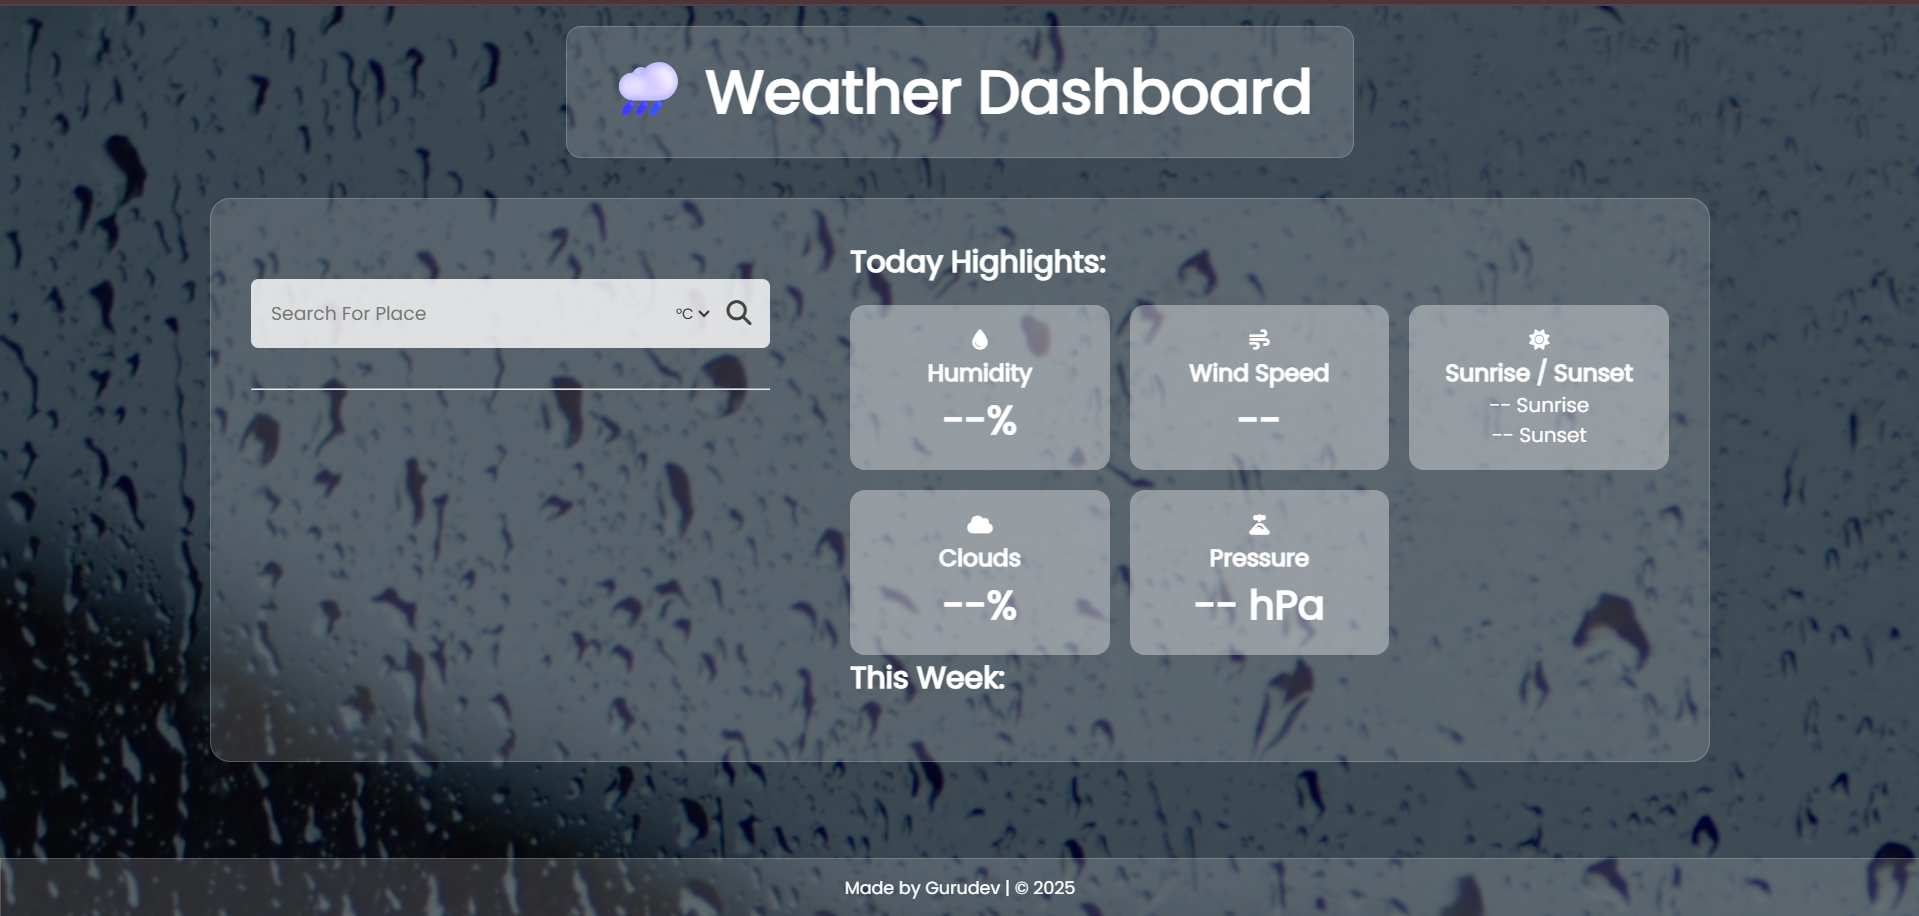 Weather Dashboard
Search For Place
°C
Today Highlights:
Humidity
--%
Wind Speed
--
Sunrise / Sunset
-- Sunrise
-- Sunset
Clouds
--%
Pressure
-- hPa
This Week:
Made by Gurudev | © 2025